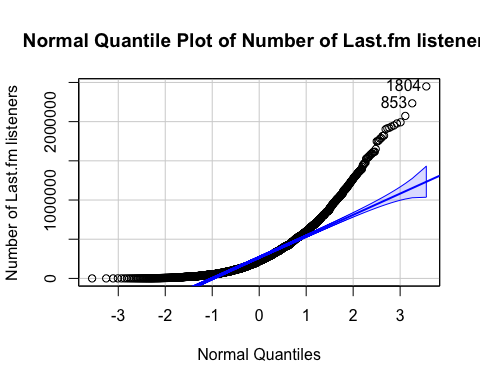 Normal Quantile Plot of Number of Last.fm listener
Number of Last.fm listeners
2000000
1000000
0
1804
853
-3 -2 -1 0 1 2 3
Normal Quantiles